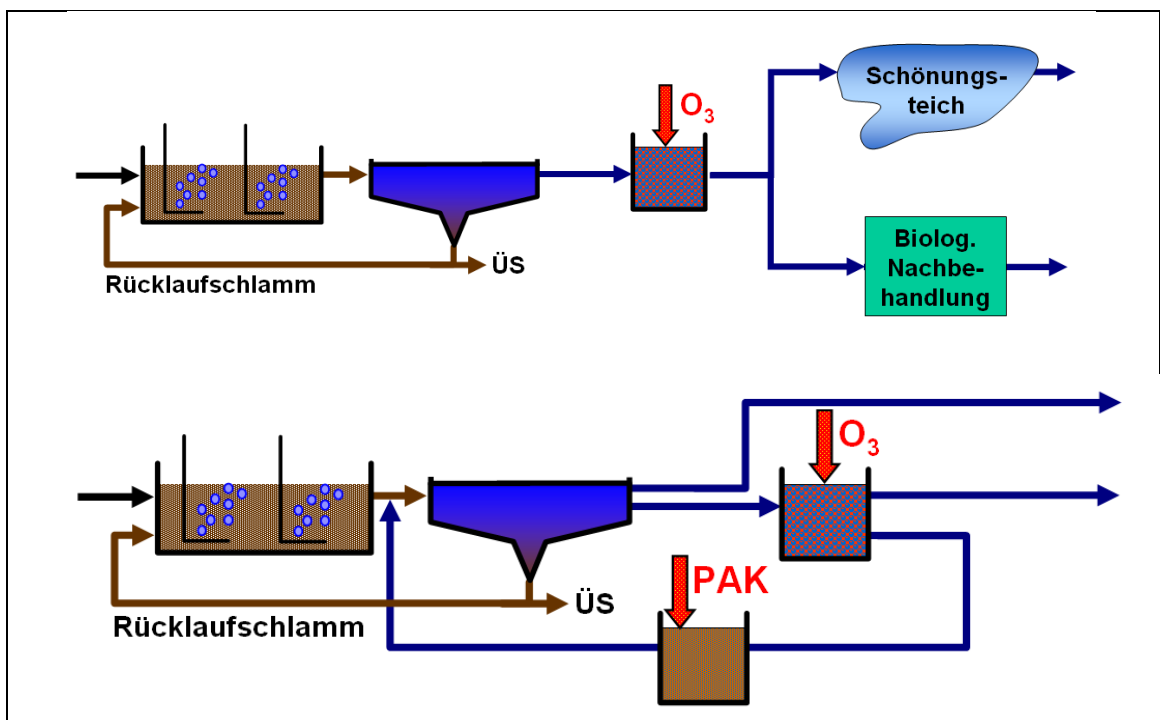 Schönungs-
teich
O₃
Biolog.
Nachbe-
handlung
ÜS
Rücklaufschlamm
O₃
PAK
ÜS
Rücklaufschlamm